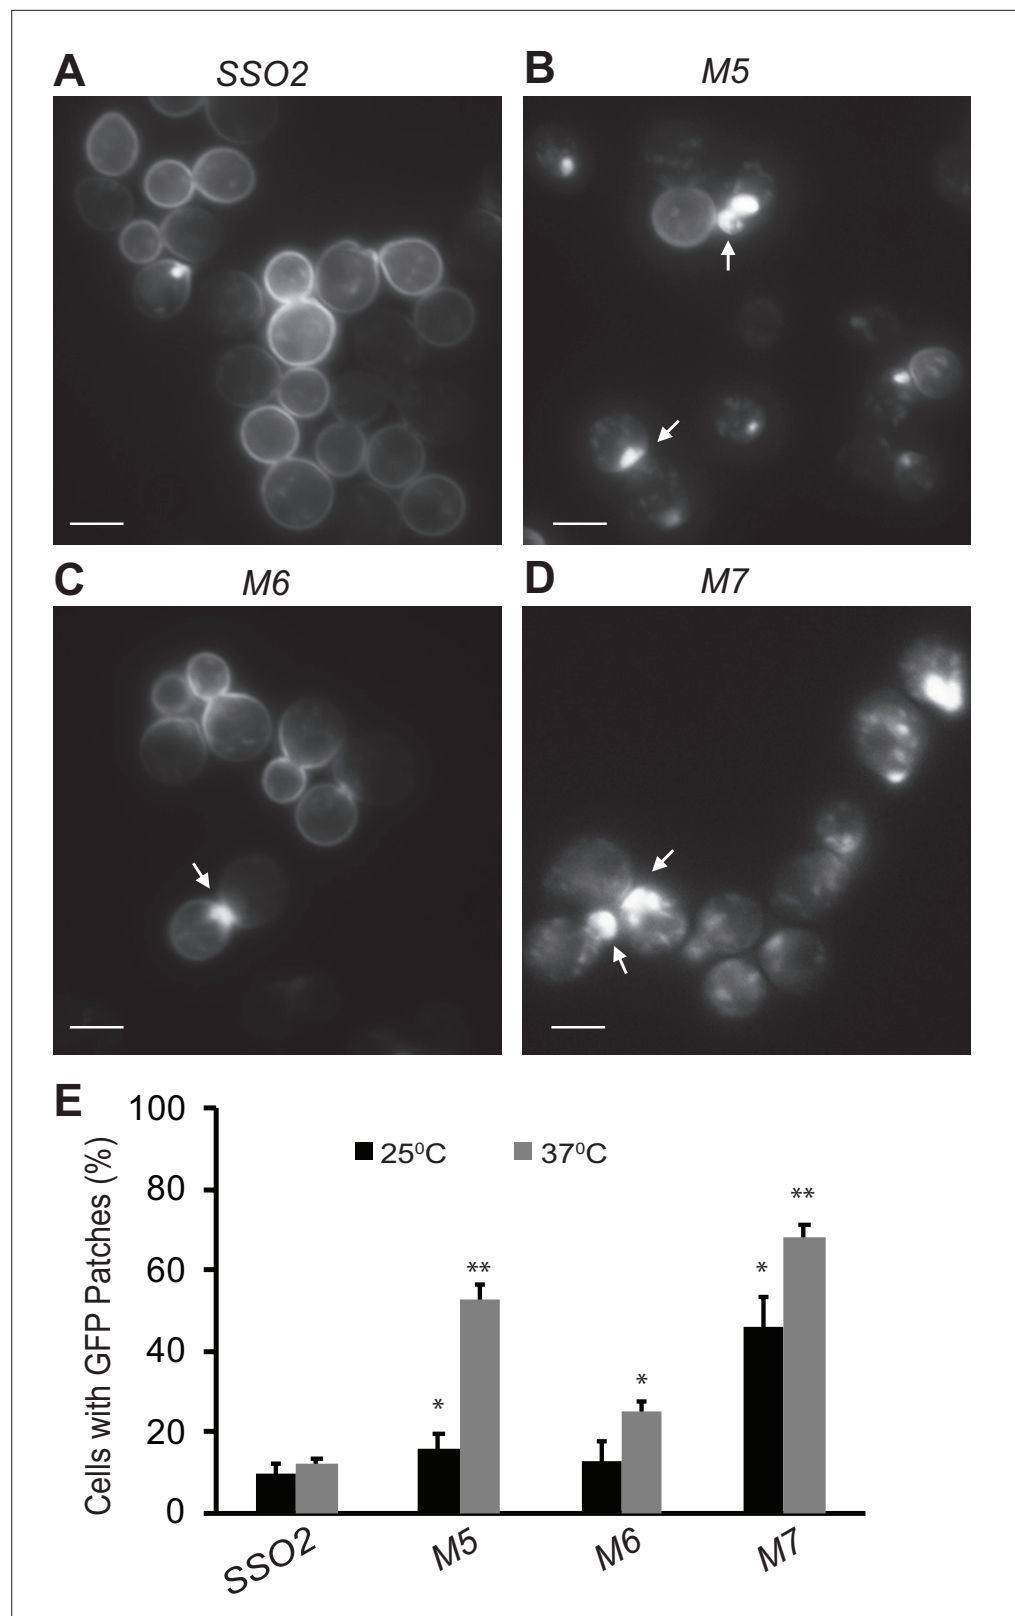 A SSO2
B M5
C M6
D M7
E
Cells with GFP Patches (%)
100
80
60
40
20
0
25⁰C 37⁰C
*
**
*
*
**
SSO2 M5 M6 M7